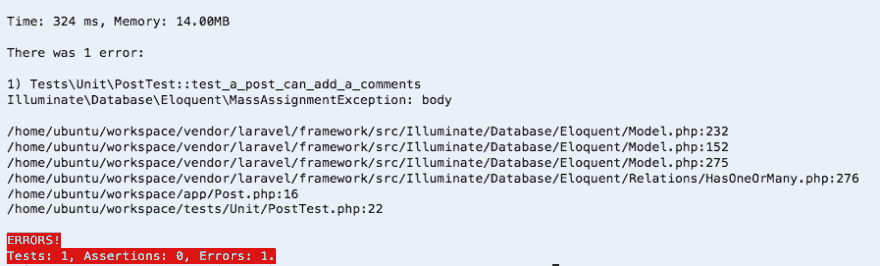 Time: 324 ms, Memory: 14.00MB
There was 1 error:
1) Tests\Unit\PostTest::test_a_post_can_add_a_comments
Illuminate\Database\Eloquent\MassAssignmentException: body
/home/ubuntu/workspace/vendor/laravel/framework/src/Illuminate/Database/Eloquent/Model.php:232
/home/ubuntu/workspace/vendor/laravel/framework/src/Illuminate/Database/Eloquent/Model.php:152
/home/ubuntu/workspace/vendor/laravel/framework/src/Illuminate/Database/Eloquent/Model.php:275
/home/ubuntu/workspace/vendor/laravel/framework/src/Illuminate/Database/Eloquent/Relations/HasOneOrMany.php:276
/home/ubuntu/workspace/app/Post.php:16
/home/ubuntu/workspace/tests/Unit/PostTest.php:22
ERRORS!
Tests: 1, Assertions: 0, Errors: 1.